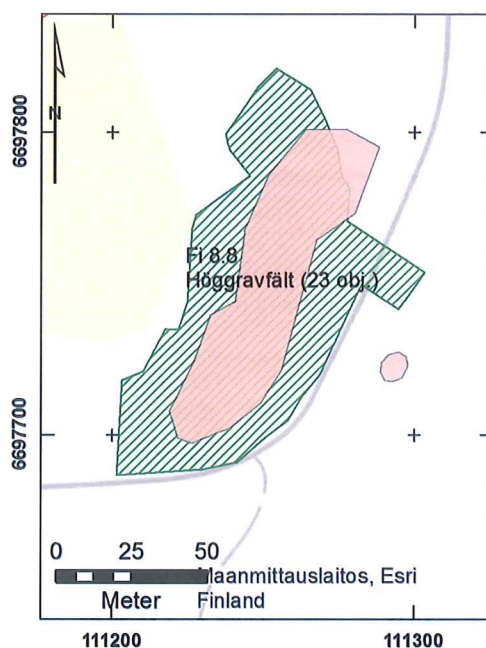 N
6697800
Fi 8.8
Höggravfält (23 obj.)
6697700
0 25 50
Maanmittauslaitos, Esri
Meter Finland
111200 111300